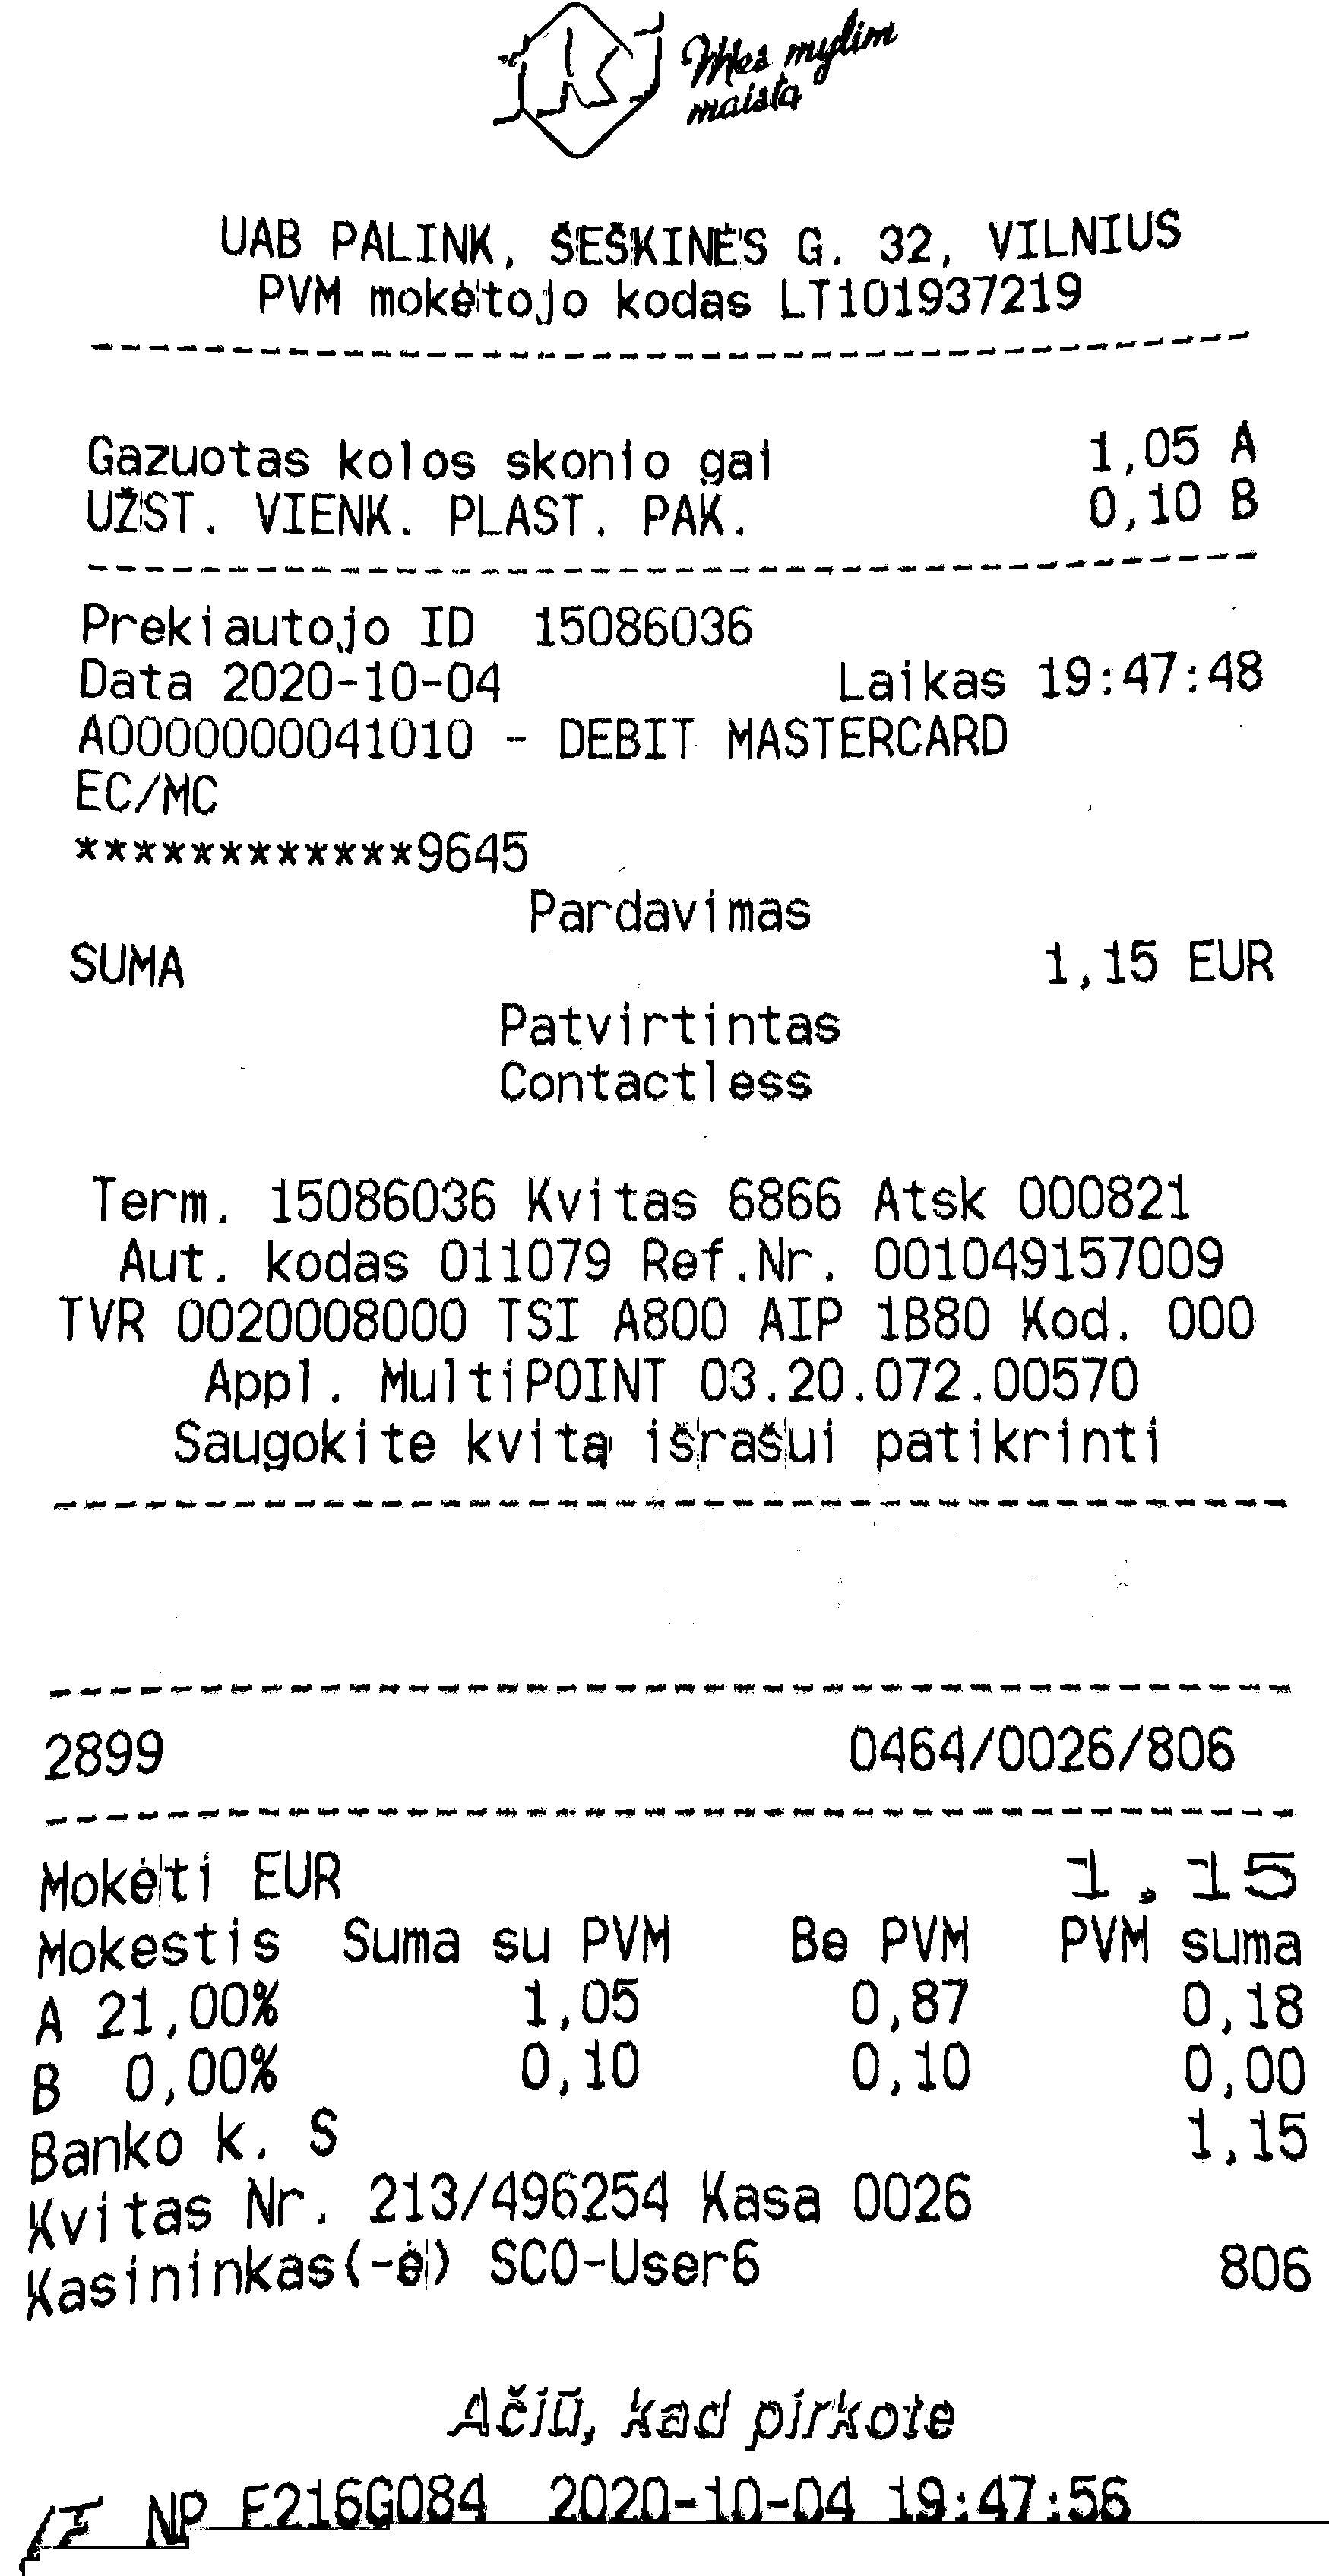 IKI Mes mylim
maistą
UAB PALINK, ŠEŠKINĖS G. 32, VILNIUS
PVM mokėtojo kodas LT101937219
Gazuotas kolos skonio gai 1,05 A
UŽST. VIENK. PLAST. PAK. 0,10 B
Prekiautojo ID 15086036
Data 2020-10-04 Laikas 19:47:48
A0000000041010 - DEBIT MASTERCARD
EC/MC
************9645
Pardavimas
SUMA 1,15 EUR
Patvirtintas
Contactless
Term. 15086036 Kvitas 6866 Atsk 000821
Aut. kodas 011079 Ref.Nr. 001049157009
TVR 0020008000 TSI A800 AIP 1B80 Kod. 000
Appl. MultiPOINT 03.20.072.00570
Saugokite kvitą išrašui patikrinti
2899 0464/0026/806
Mokėti EUR 1.15
Mokestis Suma su PVM Be PVM PVM suma
A 21,00% 1,05 0,87 0,18
B 0,00% 0,10 0,10 0,00
Banko k. S 1,15
Kvitas Nr. 213/496254 Kasa 0026
Kasininkas(-ė) SCO-User6 806
Ačiū, kad pirkote
NP F216G084 2020-10-04 19:47:56